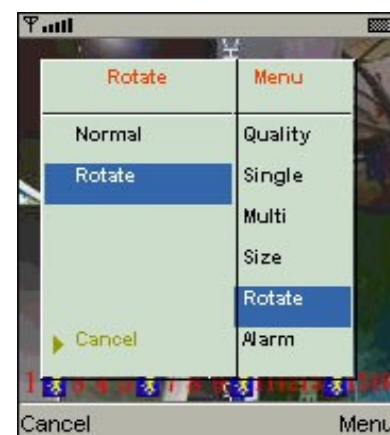 Rotate
Normal
Rotate
Cancel
Menu
Quality
Single
Multi
Size
Rotate
Alarm
Cancel
Menu